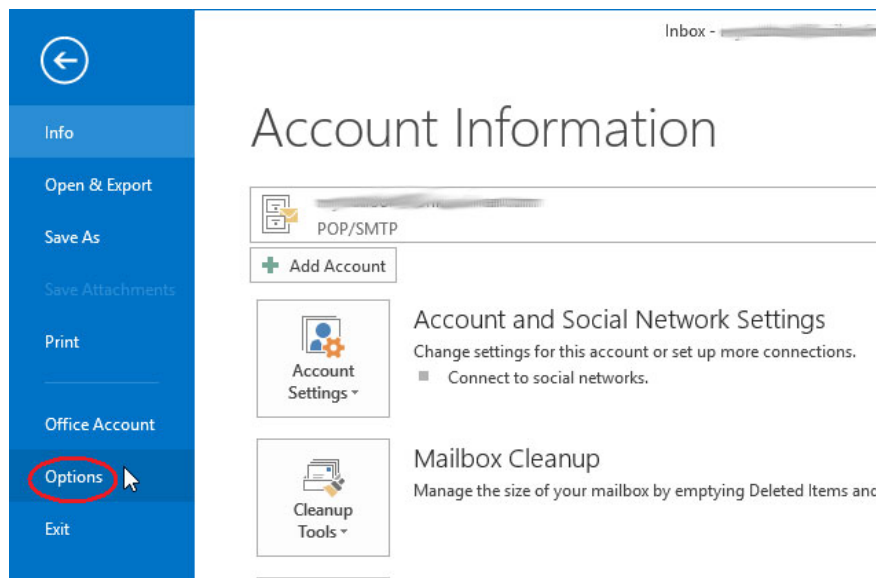 Inbox -
Info
Open & Export
Save As
Save Attachments
Print
Office Account
Options
Exit
Account Information
POP/SMTP
Add Account
Account
Settings
Account and Social Network Settings
Change settings for this account or set up more connections.
Connect to social networks.
Cleanup
Tools
Mailbox Cleanup
Manage the size of your mailbox by emptying Deleted Items and